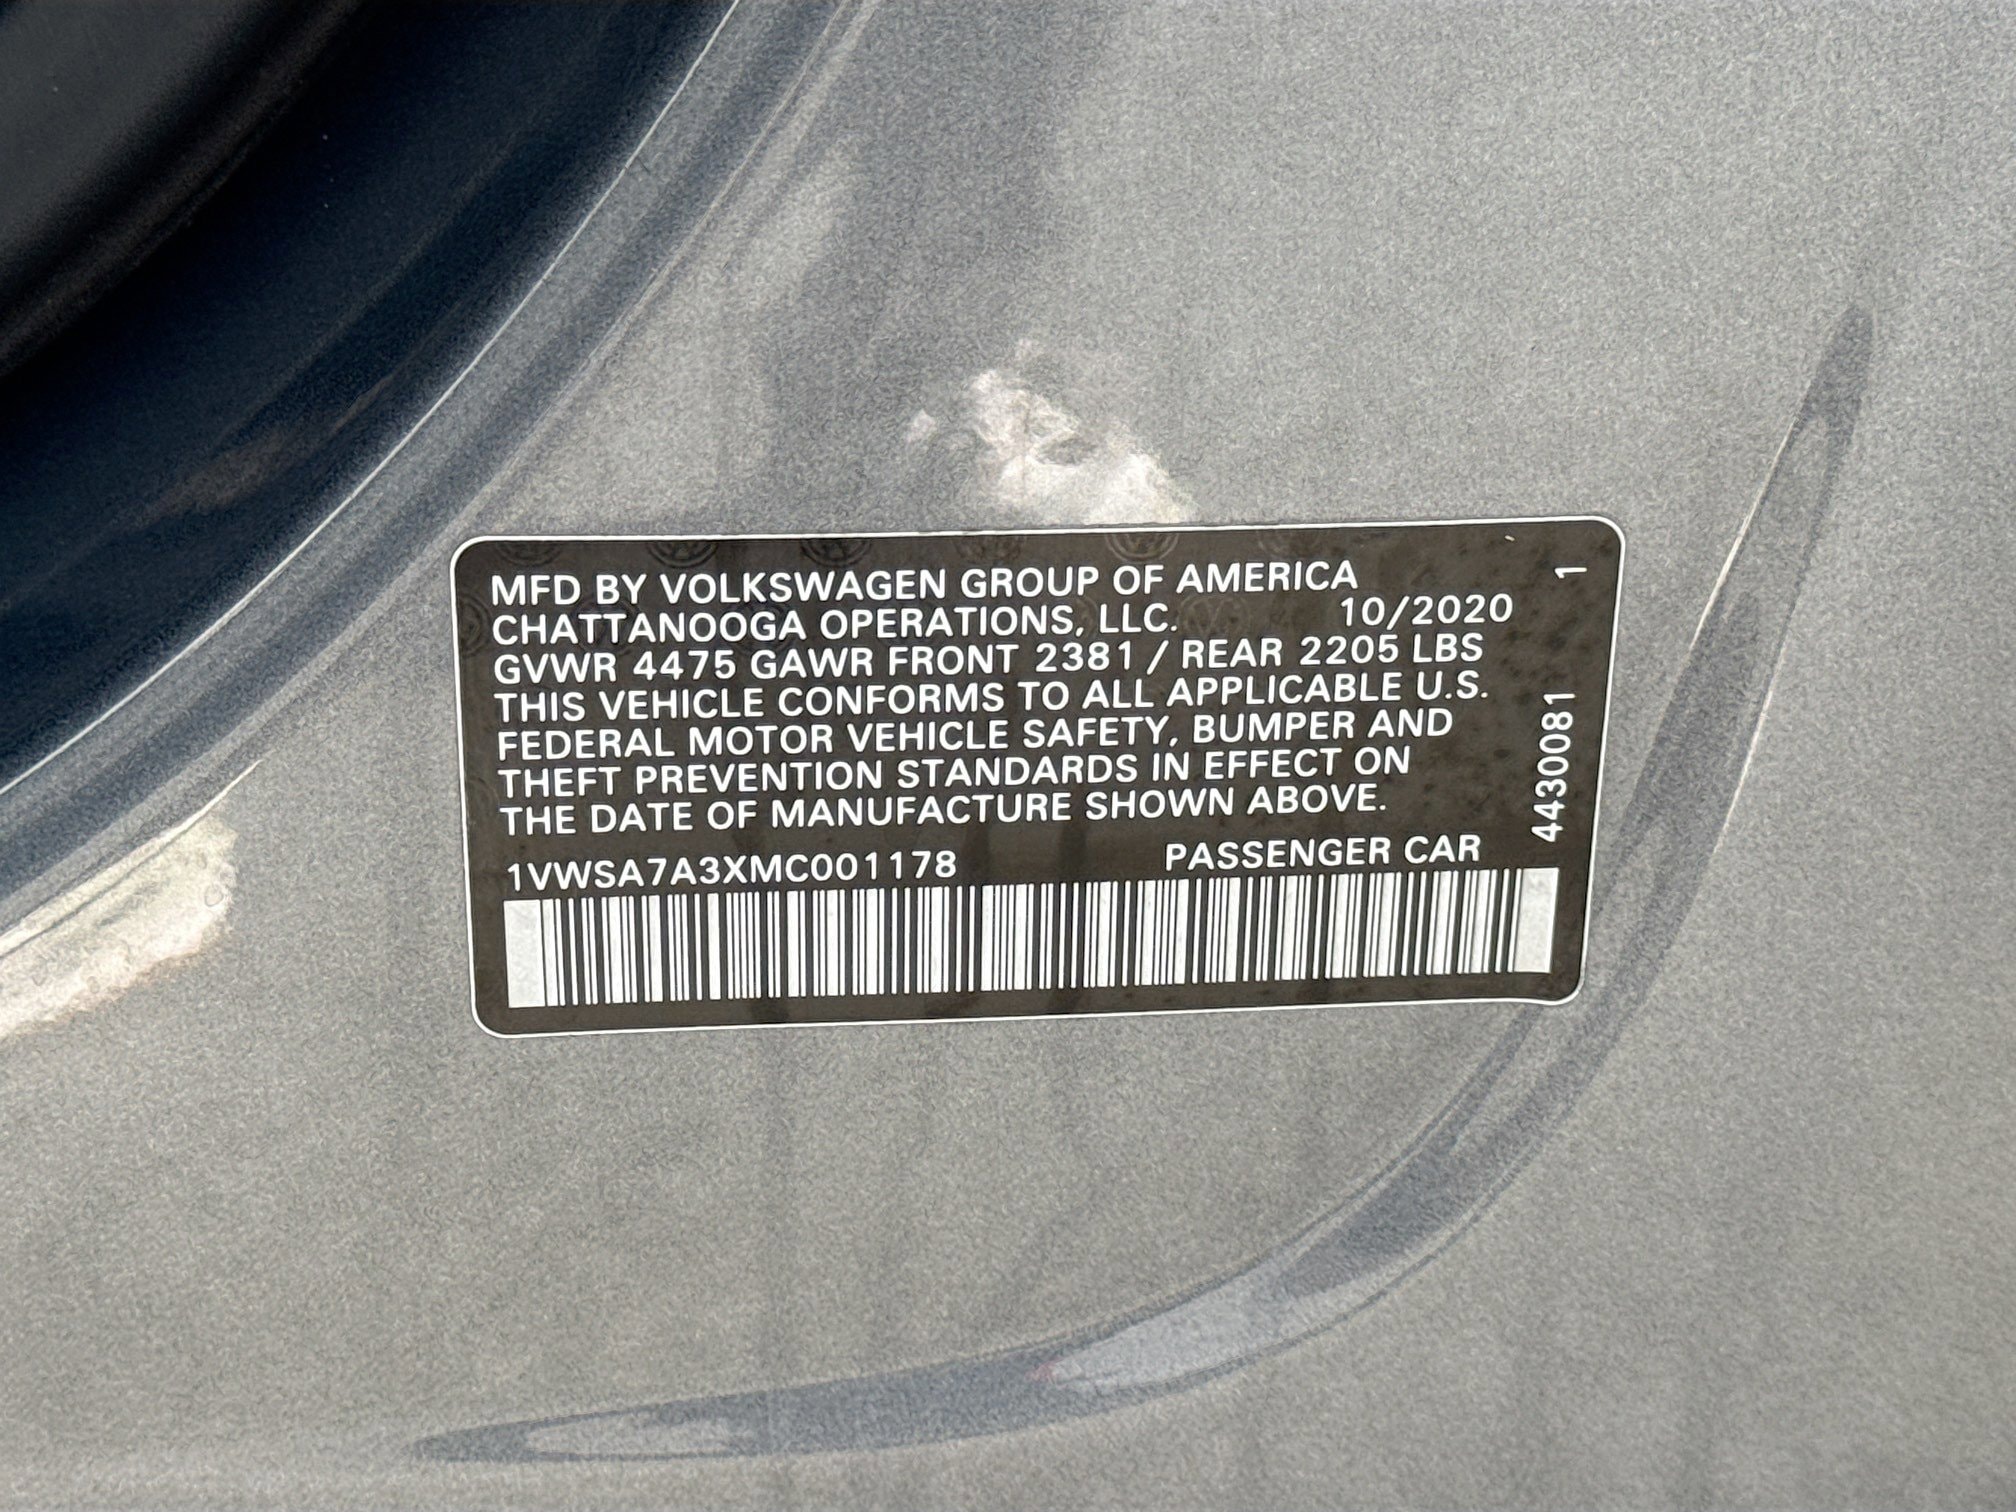 MFD BY VOLKSWAGEN GROUP OF AMERICA
CHATTANOOGA OPERATIONS, LLC. 10/2020
GVWR 4475 GAWR FRONT 2381 / REAR 2205 LBS
THIS VEHICLE CONFORMS TO ALL APPLICABLE U.S.
FEDERAL MOTOR VEHICLE SAFETY, BUMPER AND
THEFT PREVENTION STANDARDS IN EFFECT ON
THE DATE OF MANUFACTURE SHOWN ABOVE.
1VWSA7A3XMC001178 PASSENGER CAR
4430081 1